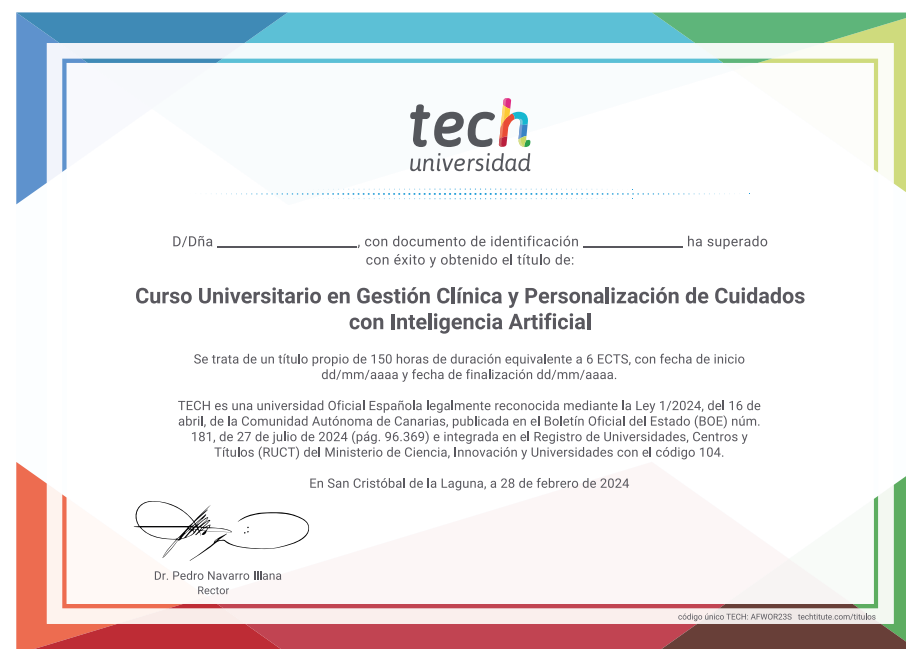 tech
universidad
D/Dña ____________________, con documento de identificación ______________ ha superado
con éxito y obtenido el título de:
Curso Universitario en Gestión Clínica y Personalización de Cuidados
con Inteligencia Artificial
Se trata de un título propio de 150 horas de duración equivalente a 6 ECTS, con fecha de inicio
dd/mm/aaaa y fecha de finalización dd/mm/aaaa.
TECH es una universidad Oficial Española legalmente reconocida mediante la Ley 1/2024, del 16 de
abril, de la Comunidad Autónoma de Canarias, publicada en el Boletín Oficial del Estado (BOE) núm.
181, de 27 de julio de 2024 (pág. 96.369) e integrada en el Registro de Universidades, Centros y
Títulos (RUCT) del Ministerio de Ciencia, Innovación y Universidades con el código 104.
En San Cristóbal de la Laguna, a 28 de febrero de 2024
Dr. Pedro Navarro Illana
Rector
código único TECH: AFWOR23S techtitute.com/titulos